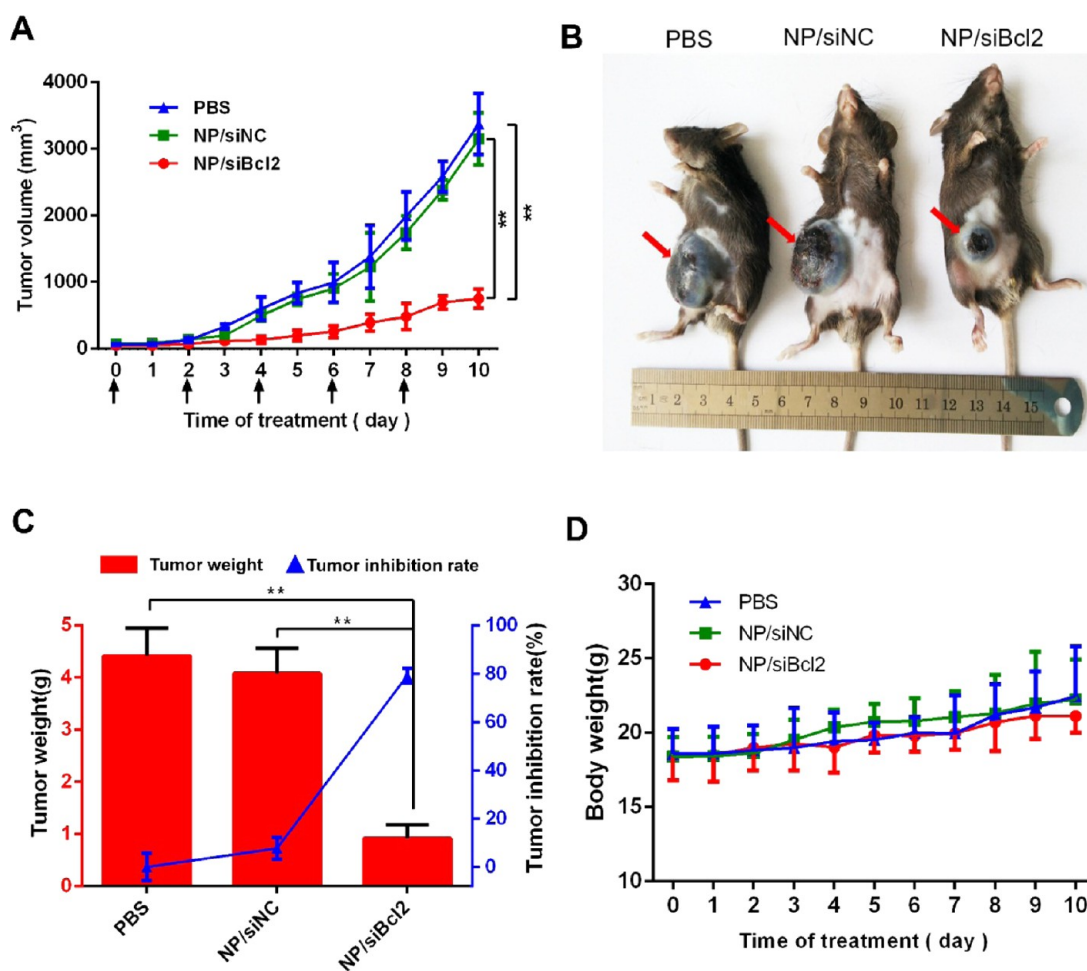 A
Tumor volume (mm³)
4000
3000
2000
1000
0
PBS
NP/siNC
NP/siBcl2
**
**
0 1 2 3 4 5 6 7 8 9 10
Time of treatment ( day )
B
PBS NP/siNC NP/siBcl2
1 2 3 4 5 6 7 8 9 10 11 12 13 14 15
C
Tumor weight Tumor inhibition rate
**
**
Tumor weight(g)
5
4
3
2
1
0
Tumor inhibition rate(%)
100
80
60
40
20
0
PBS
NP/siNC
NP/siBcl2
D
Body weight(g)
30
25
20
15
10
PBS
NP/siNC
NP/siBcl2
0 1 2 3 4 5 6 7 8 9 10
Time of treatment ( day )